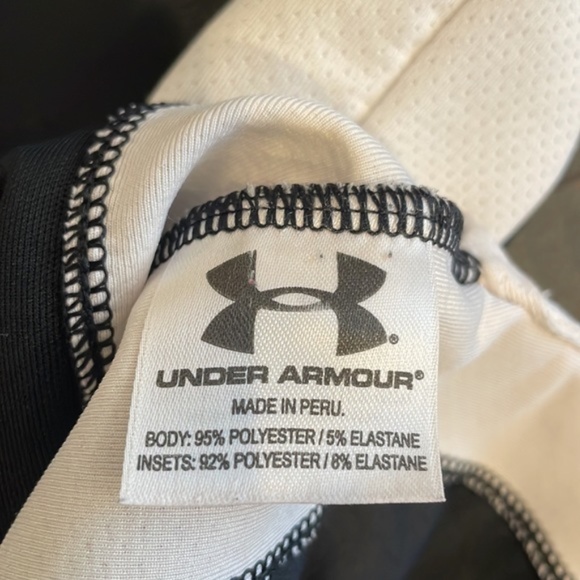 UNDER ARMOUR®
MADE IN PERU.
BODY: 95% POLYESTER / 5% ELASTANE
INSETS: 92% POLYESTER / 8% ELASTANE